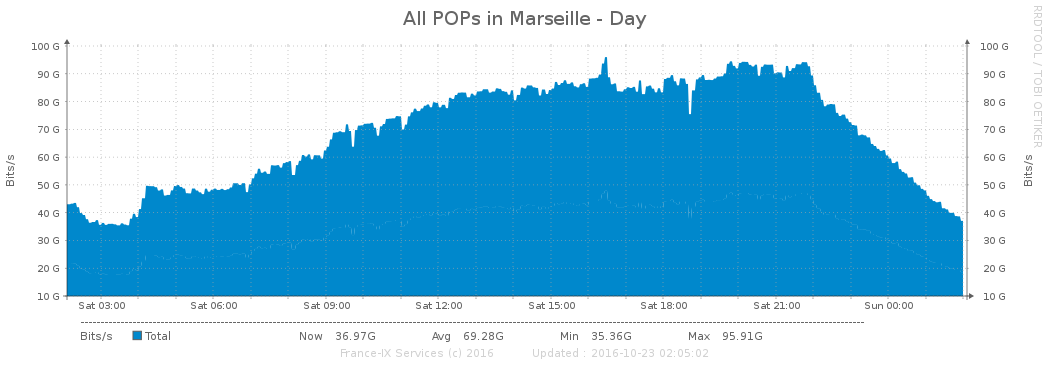 All POPs in Marseille - Day
RRDTOOL / TOBI OETIKER
100 G 100 G
90 G 90 G
80 G 80 G
70 G 70 G
60 G 60 G
50 G 50 G
40 G 40 G
30 G 30 G
20 G 20 G
10 G 10 G
Bits/s
Bits/s
Sat 03:00 Sat 06:00 Sat 09:00 Sat 12:00 Sat 15:00 Sat 18:00 Sat 21:00 Sun 00:00
Bits/s Total Now 36.97G Avg 69.28G Min 35.36G Max 95.91G
France-IX Services (c) 2016 Updated : 2016-10-23 02:05:02